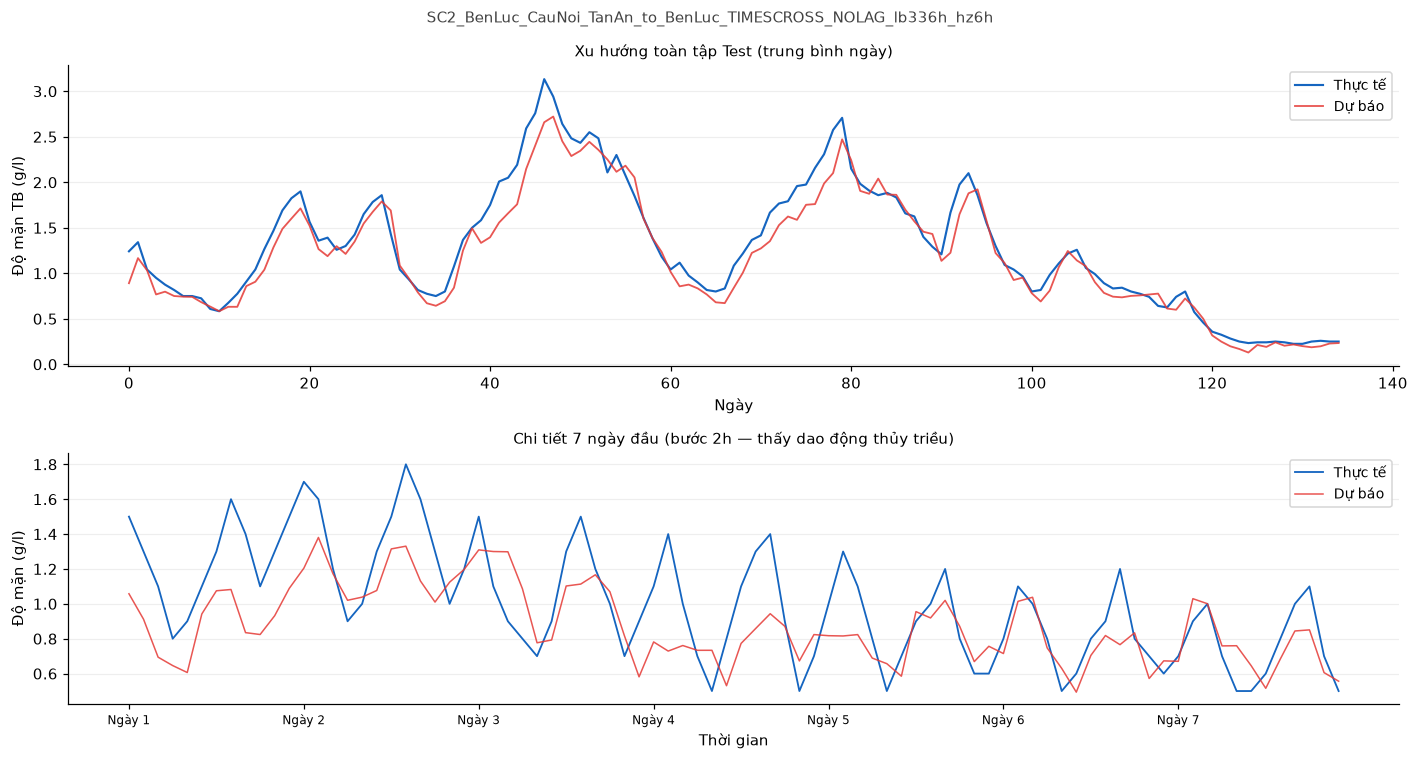 SC2_BenLuc_CauNoi_TanAn_to_BenLuc_TIMESCROSS_NOLAG_lb336h_hz6h
Xu hướng toàn tập Test (trung bình ngày)
Độ mặn TB (g/l)
3.0
2.5
2.0
1.5
1.0
0.5
0.0
Thực tế
Dự báo
0 20 40 60 80 100 120 140
Ngày
Chi tiết 7 ngày đầu (bước 2h — thấy dao động thủy triều)
Độ mặn (g/l)
1.8
1.6
1.4
1.2
1.0
0.8
0.6
Thực tế
Dự báo
Ngày 1 Ngày 2 Ngày 3 Ngày 4 Ngày 5 Ngày 6 Ngày 7
Thời gian